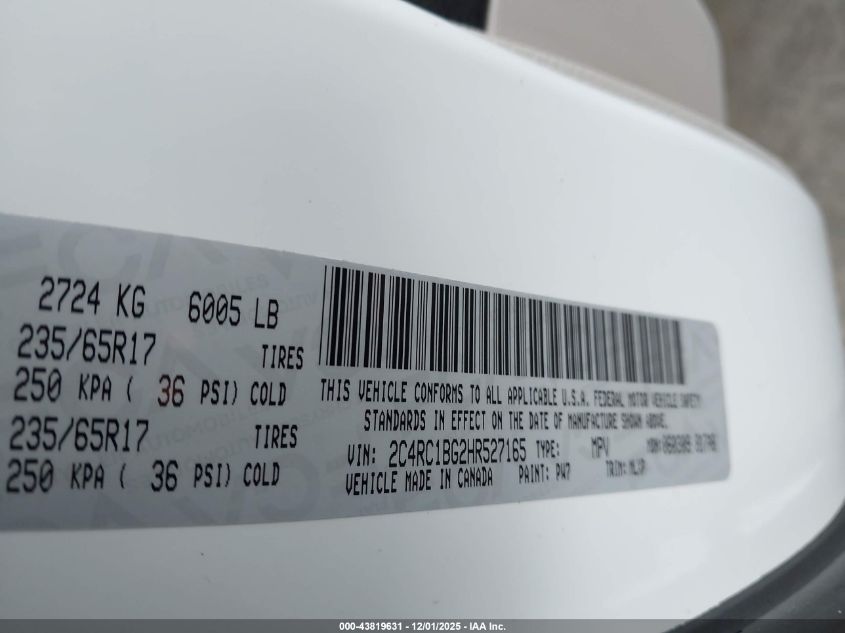 2724 KG 6005 LB
235/65R17 TIRES
250 KPA ( 36 PSI) COLD
235/65R17 TIRES
250 KPA ( 36 PSI) COLD
THIS VEHICLE CONFORMS TO ALL APPLICABLE U.S.A. FEDERAL MOTOR VEHICLE SAFETY
STANDARDS IN EFFECT ON THE DATE OF MANUFACTURE SHOWN ABOVE.
VIN: 2C4RC1BG2HR527165 TYPE: MPV MDH:
VEHICLE MADE IN CANADA PAINT: PW7 TRIM:
000-43819631 - 12/01/2025 - IAA Inc.